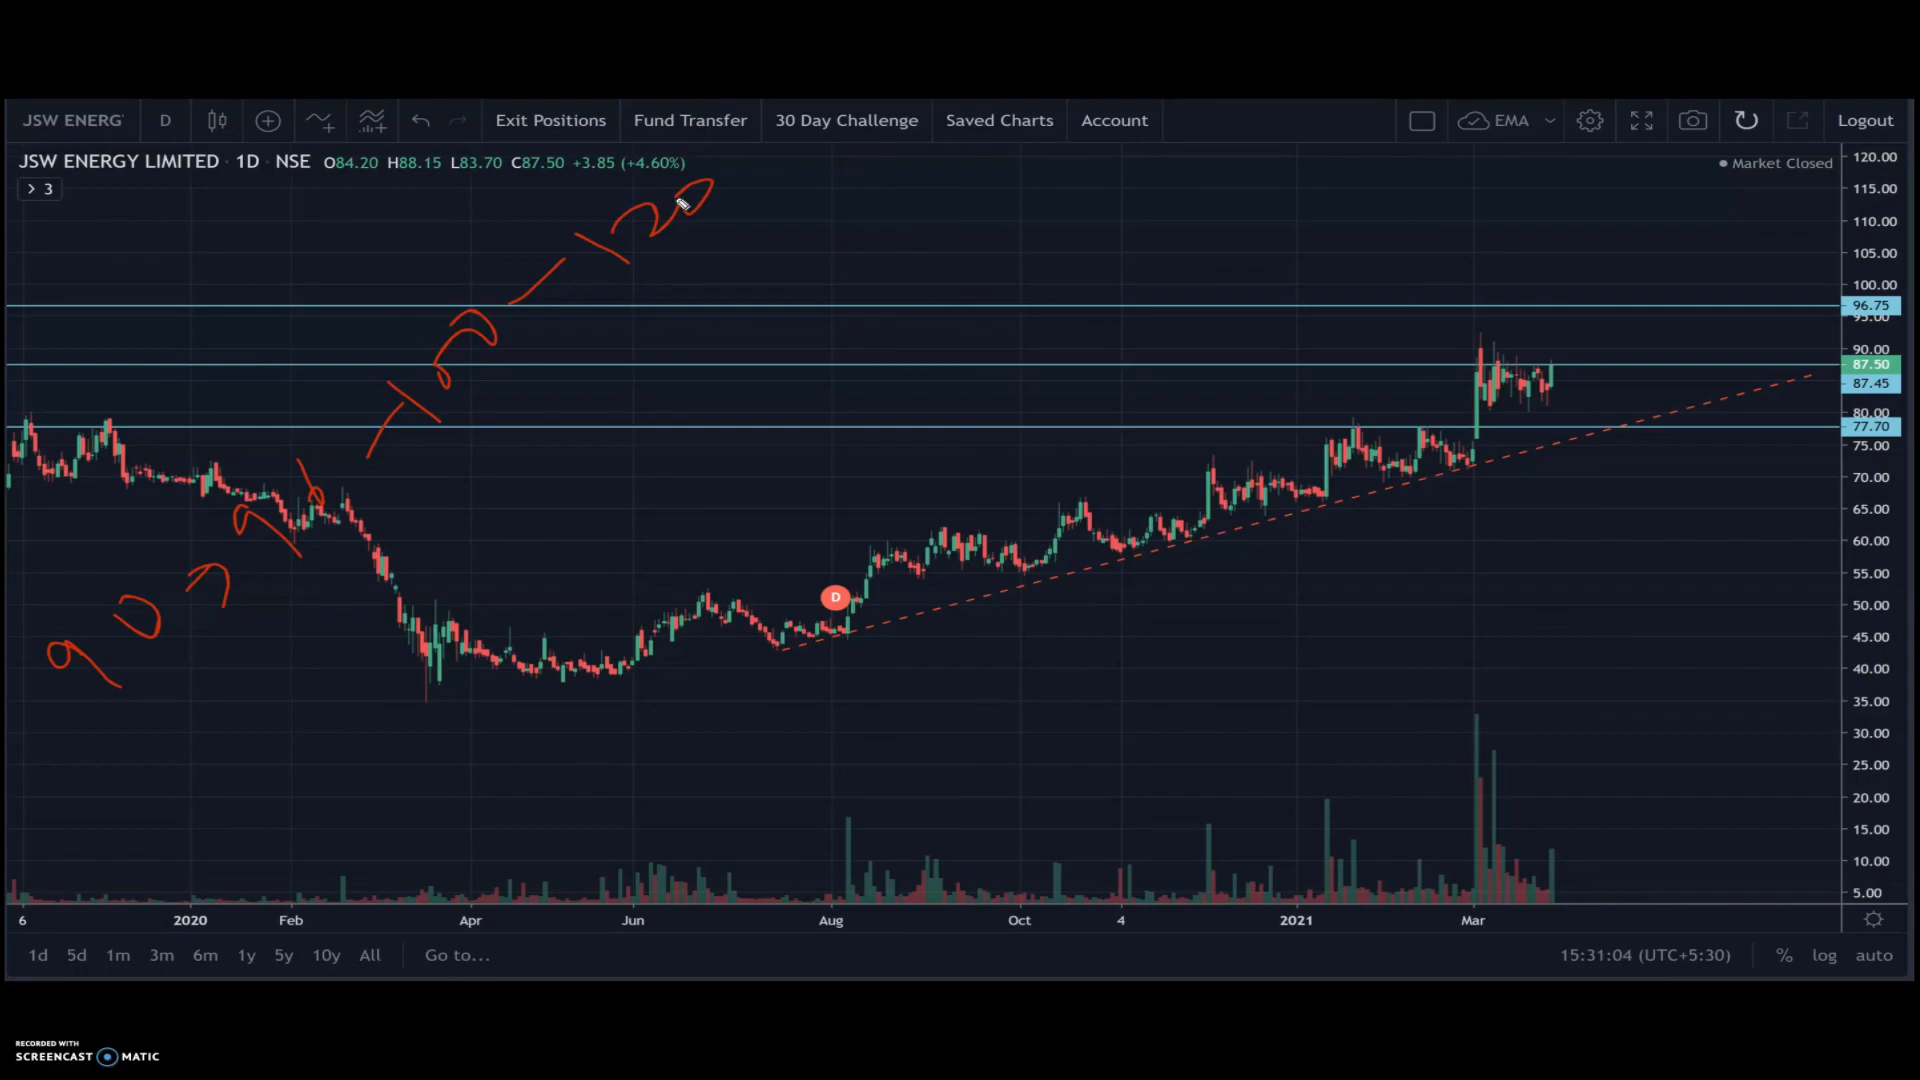 JSW ENERG
D
Exit Positions
Fund Transfer
30 Day Challenge
Saved Charts
Account
EMA
Logout
JSW ENERGY LIMITED · 1D · NSE O84.20 H88.15 L83.70 C87.50 +3.85 (+4.60%)
Market Closed
> 3
120.00
115.00
110.00
105.00
100.00
96.75
95.00
90.00
87.50
87.45
80.00
77.70
75.00
70.00
65.00
60.00
55.00
50.00
45.00
40.00
35.00
30.00
25.00
20.00
15.00
10.00
5.00
120
D
6 2020 Feb Apr Jun Aug Oct 4 2021 Mar
1d 5d 1m 3m 6m 1y 5y 10y All Go to...
15:31:04 (UTC+5:30) % log auto
RECORDED WITH
SCREENCAST MATIC